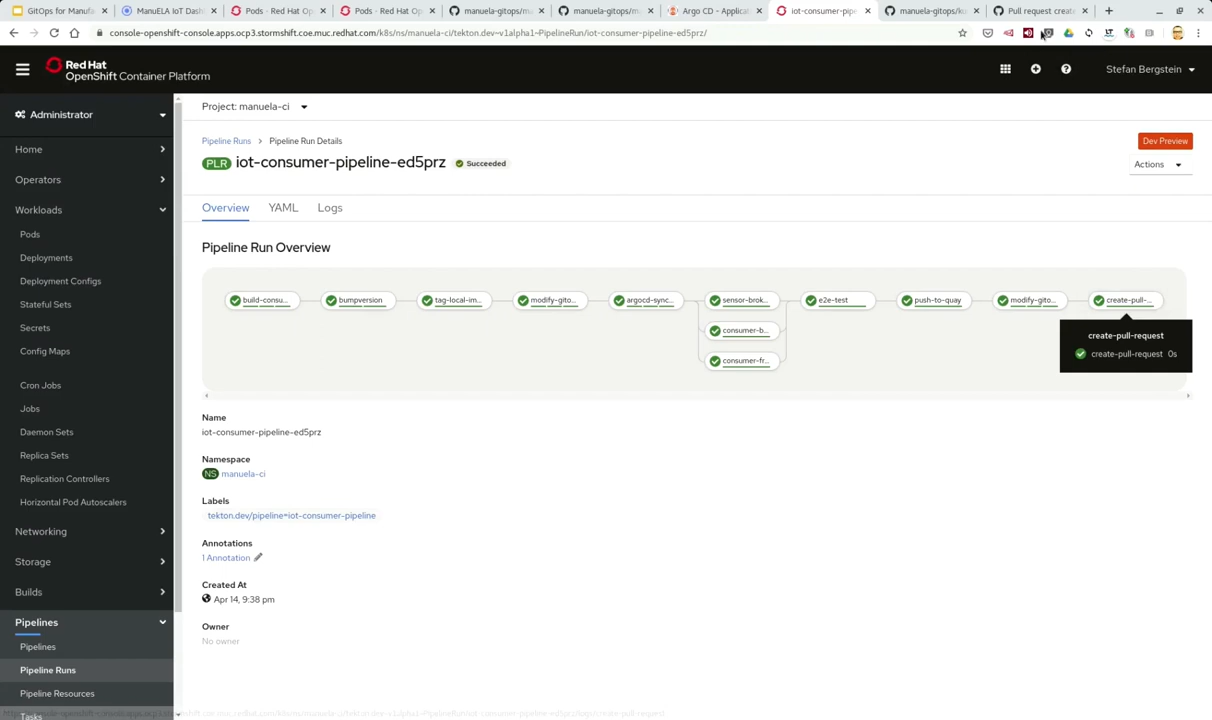 GitOps for Manufa
ManuELA IoT Dash
Pods - Red Hat Op
Pods - Red Hat Op
manuela-gitops/m
manuela-gitops/m
Argo CD - Applicat
iot-consumer-pipe
manuela-gitops/k
Pull request create
console-openshift-console.apps.ocp3.stormshift.coe.muc.redhat.com/k8s/ns/manuela-ci/tekton.dev~v1alpha1~PipelineRun/iot-consumer-pipeline-ed5prz/
Red Hat
OpenShift Container Platform
Stefan Bergstein
Administrator
Home
Operators
Workloads
Pods
Deployments
Deployment Configs
Stateful Sets
Secrets
Config Maps
Cron Jobs
Jobs
Daemon Sets
Replica Sets
Replication Controllers
Horizontal Pod Autoscalers
Networking
Storage
Builds
Pipelines
Pipelines
Pipeline Runs
Pipeline Resources
Tasks
Project: manuela-ci
Pipeline Runs > Pipeline Run Details
Dev Preview
PLR iot-consumer-pipeline-ed5prz Succeeded
Actions
Overview YAML Logs
Pipeline Run Overview
build-consu... bumpversion tag-local-im... modify-gito... argocd-sync... sensor-brok... e2e-test push-to-quay modify-gito... create-pull-...
consumer-b...
consumer-fr...
create-pull-request
create-pull-request 0s
Name
iot-consumer-pipeline-ed5prz
Namespace
NS manuela-ci
Labels
tekton.dev/pipeline=iot-consumer-pipeline
Annotations
1 Annotation
Created At
Apr 14, 9:38 pm
Owner
No owner